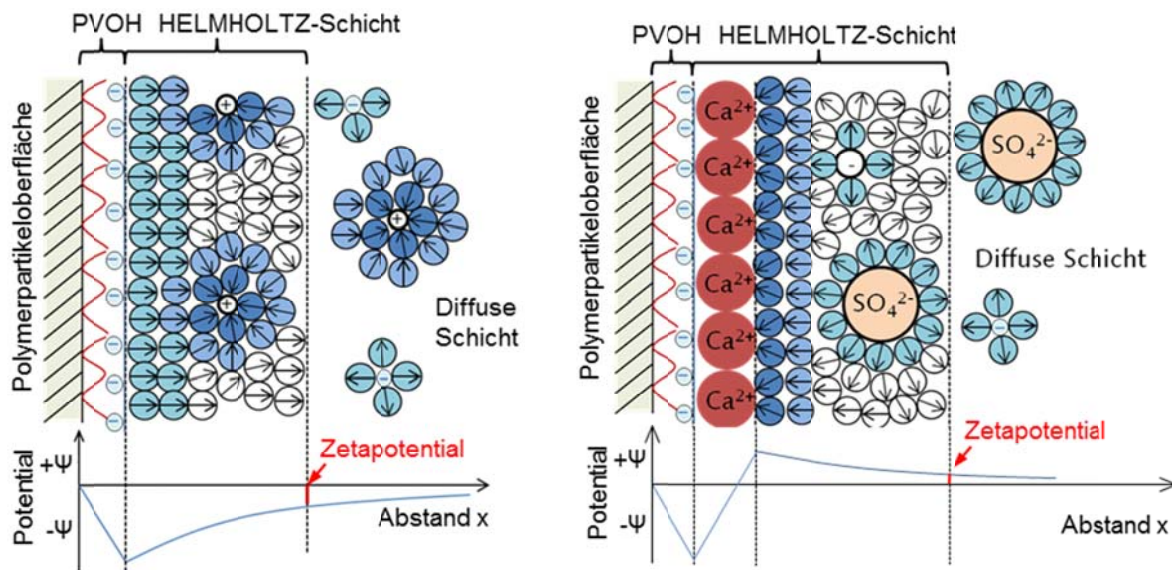 PVOH HELMHOLTZ-Schicht
Polymerpartikeloberfläche
+
+
+
Diffuse
Schicht
Zetapotential
Potential
+Ψ
-Ψ
Abstand x
PVOH HELMHOLTZ-Schicht
Polymerpartikeloberfläche
Ca2+
Ca2+
Ca2+
Ca2+
Ca2+
Ca2+
-
SO₄²⁻
SO₄²⁻
Diffuse Schicht
Zetapotential
Potential
+Ψ
-Ψ
Abstand x